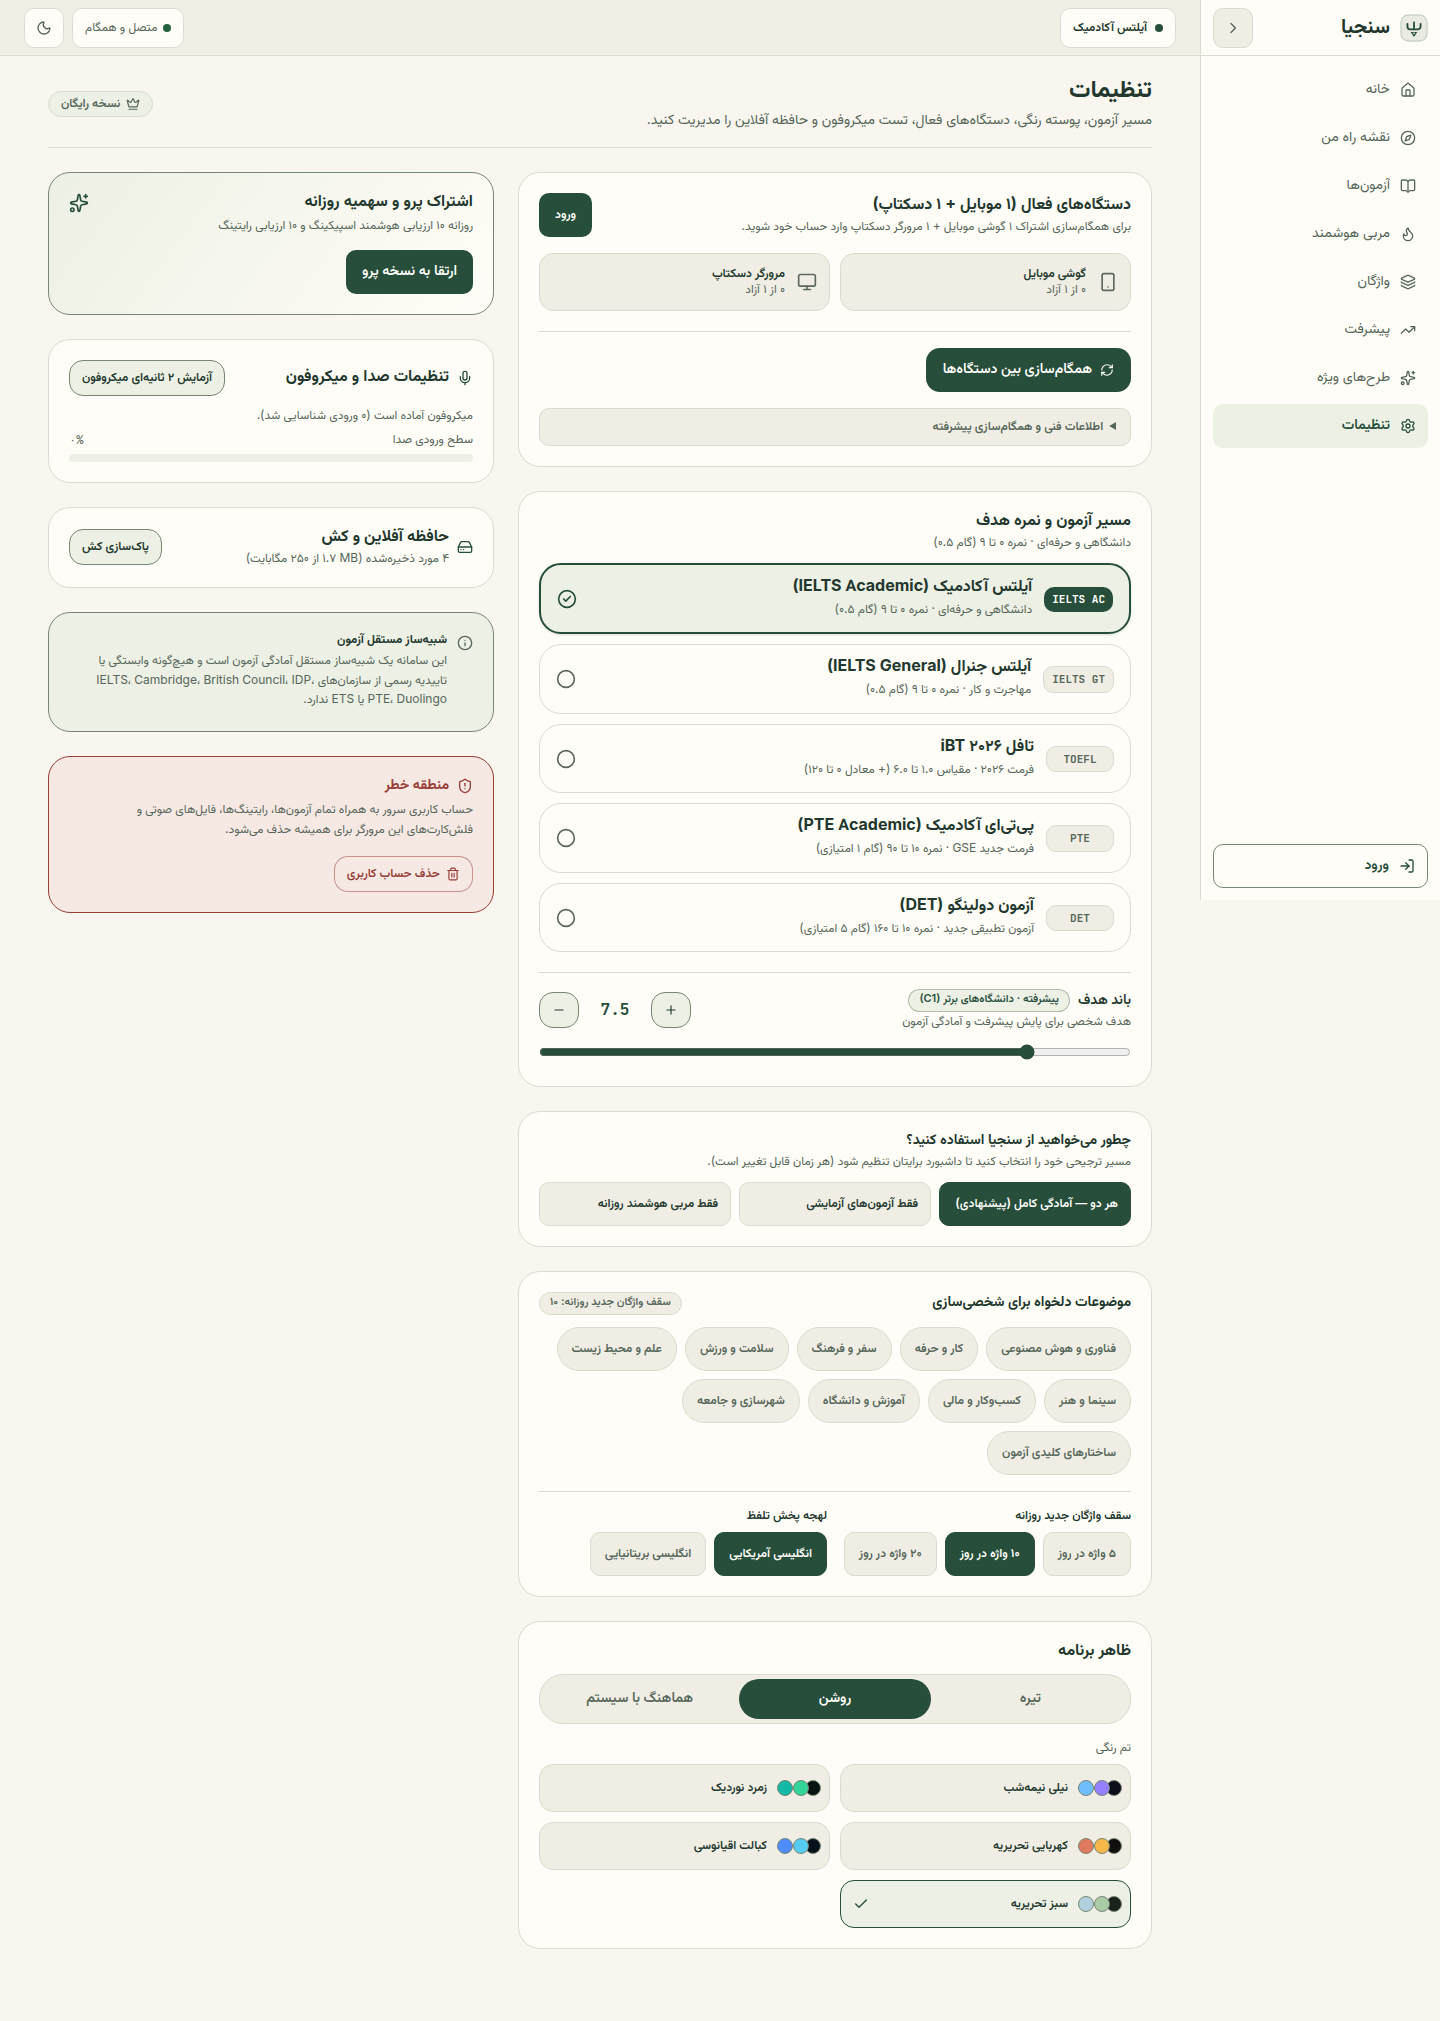 سنجیا
آیلتس آکادمیک
متصل و همگام
خانه
نقشه راه من
آزمون‌ها
مربی هوشمند
واژگان
پیشرفت
طرح‌های ویژه
تنظیمات
ورود
تنظیمات
مسیر آزمون، پوسته رنگی، دستگاه‌های فعال، تست میکروفون و حافظه آفلاین را مدیریت کنید.
نسخه رایگان
دستگاه‌های فعال (۱ موبایل + ۱ دسکتاپ)
برای همگام‌سازی اشتراک ۱ گوشی موبایل + ۱ مرورگر دسکتاپ وارد حساب خود شوید.
ورود
گوشی موبایل
۰ از ۱ آزاد
مرورگر دسکتاپ
۰ از ۱ آزاد
همگام‌سازی بین دستگاه‌ها
اطلاعات فنی و همگام‌سازی پیشرفته
مسیر آزمون و نمره هدف
دانشگاهی و حرفه‌ای · نمره ۰ تا ۹ (گام ۰.۵)
IELTS AC
آیلتس آکادمیک (IELTS Academic)
دانشگاهی و حرفه‌ای · نمره ۰ تا ۹ (گام ۰.۵)
IELTS GT
آیلتس جنرال (IELTS General)
مهاجرت و کار · نمره ۰ تا ۹ (گام ۰.۵)
TOEFL
تافل iBT ۲۰۲۶
فرمت ۲۰۲۶ · مقیاس ۱.۰ تا ۶.۰ (+ معادل ۰ تا ۱۲۰)
PTE
پی‌تی‌ای آکادمیک (PTE Academic)
فرمت جدید GSE · نمره ۱۰ تا ۹۰ (گام ۱ امتیازی)
DET
آزمون دولینگو (DET)
آزمون تطبیقی جدید · نمره ۱۰ تا ۱۶۰ (گام ۵ امتیازی)
باند هدف
پیشرفته · دانشگاه‌های برتر (C1)
هدف شخصی برای پایش پیشرفت و آمادگی آزمون
+
7.5
−
چطور می‌خواهید از سنجیا استفاده کنید؟
مسیر ترجیحی خود را انتخاب کنید تا داشبورد برایتان تنظیم شود (هر زمان قابل تغییر است).
هر دو — آمادگی کامل (پیشنهادی)
فقط آزمون‌های آزمایشی
فقط مربی هوشمند روزانه
موضوعات دلخواه برای شخصی‌سازی
سقف واژگان جدید روزانه: ۱۰
فناوری و هوش مصنوعی
کار و حرفه
سفر و فرهنگ
سلامت و ورزش
علم و محیط زیست
سینما و هنر
کسب‌وکار و مالی
آموزش و دانشگاه
شهرسازی و جامعه
ساختارهای کلیدی آزمون
سقف واژگان جدید روزانه
۵ واژه در روز
۱۰ واژه در روز
۲۰ واژه در روز
لهجه پخش تلفظ
انگلیسی آمریکایی
انگلیسی بریتانیایی
ظاهر برنامه
تیره
روشن
هماهنگ با سیستم
تم رنگی
نیلی نیمه‌شب
زمرد نوردیک
کهربایی تحریریه
کبالت اقیانوسی
سبز تحریریه
اشتراک پرو و سهمیه روزانه
روزانه ۱۰ ارزیابی هوشمند اسپیکینگ و ۱۰ ارزیابی رایتینگ
ارتقا به نسخه پرو
تنظیمات صدا و میکروفون
آزمایش ۲ ثانیه‌ای میکروفون
میکروفون آماده است (۰ ورودی شناسایی شد).
سطح ورودی صدا
۰%
حافظه آفلاین و کش
۴ مورد ذخیره‌شده (۱.۷ MB از ۲۵۰ مگابایت)
پاک‌سازی کش
شبیه‌ساز مستقل آزمون
این سامانه یک شبیه‌ساز مستقل آمادگی آزمون است و هیچ‌گونه وابستگی یا
تاییدیه رسمی از سازمان‌های IELTS، Cambridge، British Council، IDP،
PTE، Duolingo یا ETS ندارد.
منطقه خطر
حساب کاربری سرور به همراه تمام آزمون‌ها، رایتینگ‌ها، فایل‌های صوتی و
فلش‌کارت‌های این مرورگر برای همیشه حذف می‌شود.
حذف حساب کاربری